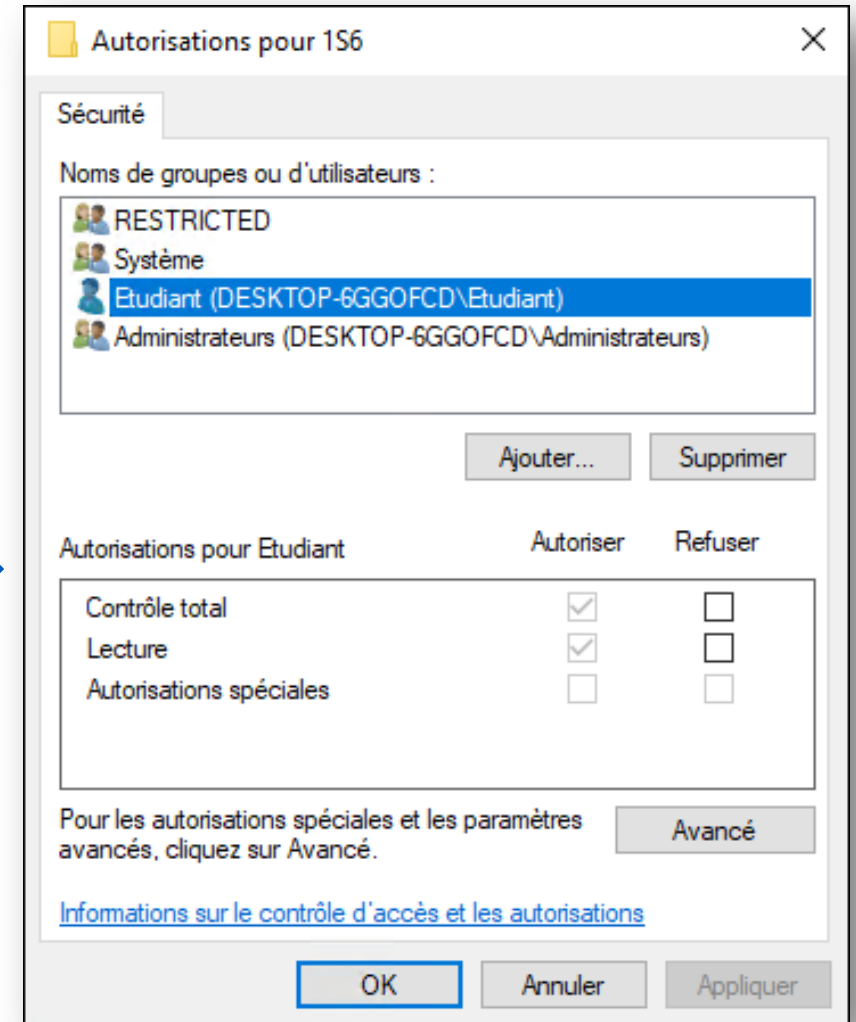 Autorisations pour 1S6
Sécurité
Noms de groupes ou d'utilisateurs :
RESTRICTED
Système
Etudiant (DESKTOP-6GGOFCD\Etudiant)
Administrateurs (DESKTOP-6GGOFCD\Administrateurs)
Ajouter... Supprimer
Autorisations pour Etudiant Autoriser Refuser
Contrôle total
Lecture
Autorisations spéciales
Pour les autorisations spéciales et les paramètres
avancés, cliquez sur Avancé.
Avancé
Informations sur le contrôle d'accès et les autorisations
OK Annuler Appliquer